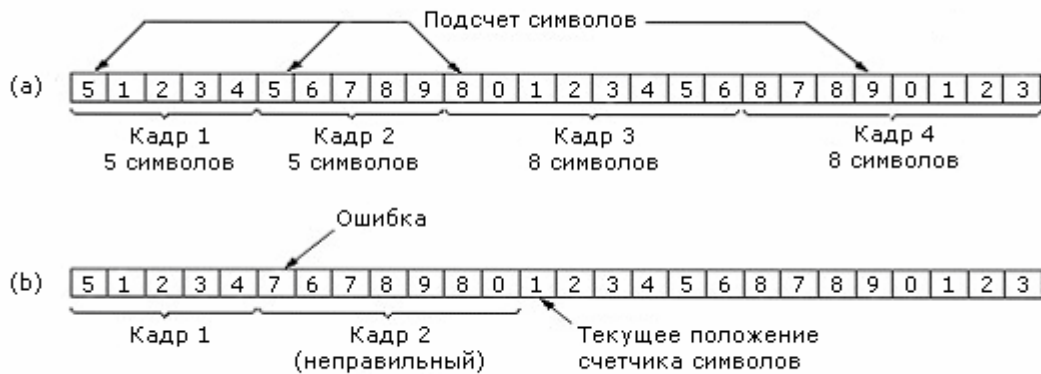 Подсчет символов
(a) 5 1 2 3 4 5 6 7 8 9 8 0 1 2 3 4 5 6 8 7 8 9 0 1 2 3
Кадр 1 Кадр 2 Кадр 3 Кадр 4
5 символов 5 символов 8 символов 8 символов
Ошибка
(b) 5 1 2 3 4 7 6 7 8 9 8 0 1 2 3 4 5 6 8 7 8 9 0 1 2 3
Кадр 1 Кадр 2 Текущее положение
(неправильный) счетчика символов